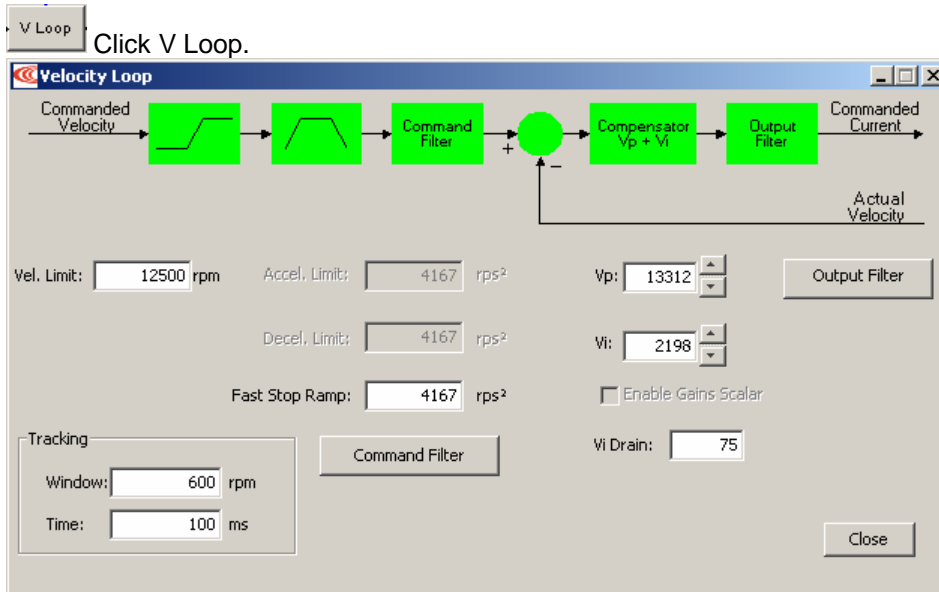 V Loop
Click V Loop.
Velocity Loop
Commanded
Velocity
Command
Filter
+
−
Compensator
Vp + Vi
Output
Filter
Commanded
Current
Actual
Velocity
Vel. Limit: 12500 rpm
Accel. Limit: 4167 rps²
Vp: 13312
Output Filter
Decel. Limit: 4167 rps²
Vi: 2198
Fast Stop Ramp: 4167 rps²
Enable Gains Scalar
Tracking
Command Filter
Vi Drain: 75
Window: 600 rpm
Time: 100 ms
Close